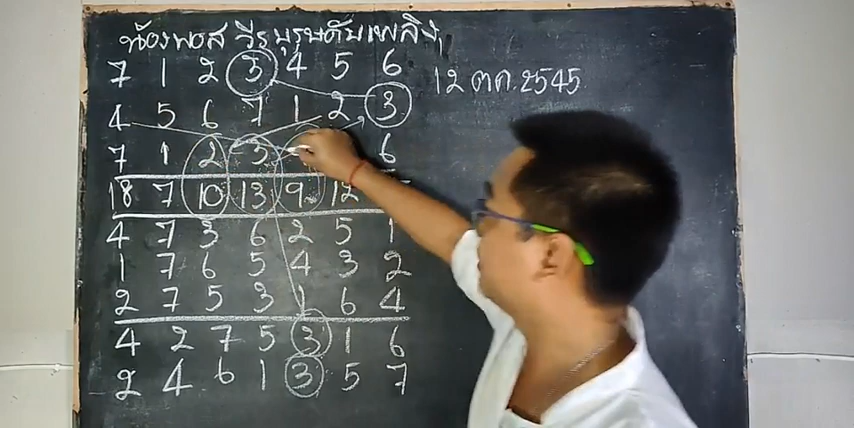 น้องพอส วีรบุรุษดับเพลิง
7 1 2 3 4 5 6
12 ตค. 2545
4 5 6 7 1 2 3
7 1 2 3 6
18 7 10 13 9 12
4 7 3 6 2 5 1
1 7 6 5 4 3 2
2 7 5 3 1 6 4
4 2 7 5 3 1 6
2 4 6 1 3 5 7